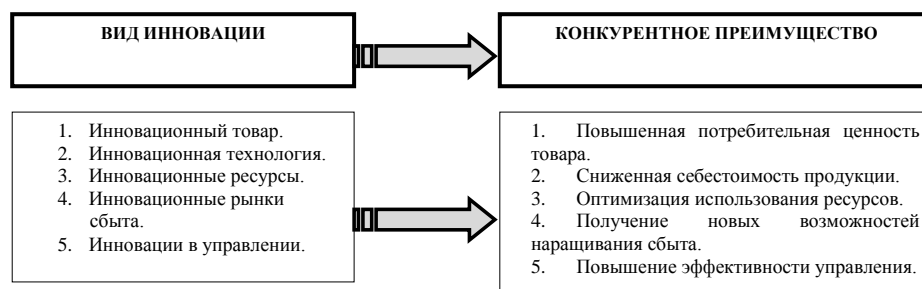 ВИД ИННОВАЦИИ
КОНКУРЕНТНОЕ ПРЕИМУЩЕСТВО
1. Инновационный товар.
2. Инновационная технология.
3. Инновационные ресурсы.
4. Инновационные рынки
сбыта.
5. Инновации в управлении.
1. Повышенная потребительная ценность
товара.
2. Сниженная себестоимость продукции.
3. Оптимизация использования ресурсов.
4. Получение новых возможностей
наращивания сбыта.
5. Повышение эффективности управления.